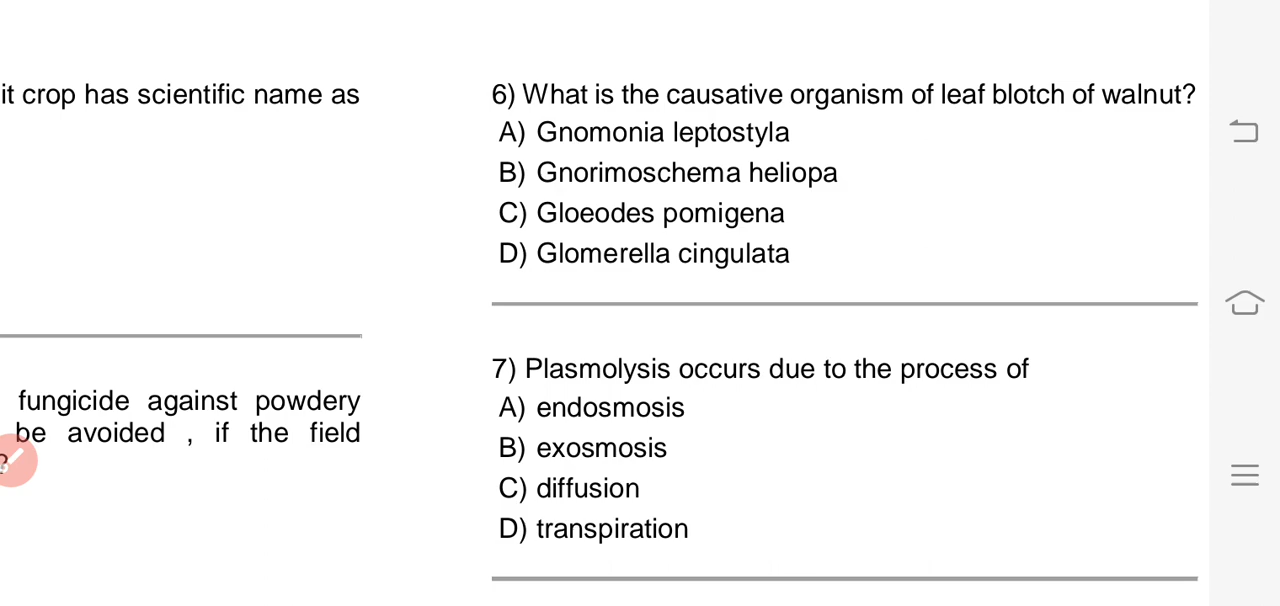 it crop has scientific name as
fungicide against powdery
be avoided , if the field
?
6) What is the causative organism of leaf blotch of walnut?
A) Gnomonia leptostyla
B) Gnorimoschema heliopa
C) Gloeodes pomigena
D) Glomerella cingulata
7) Plasmolysis occurs due to the process of
A) endosmosis
B) exosmosis
C) diffusion
D) transpiration